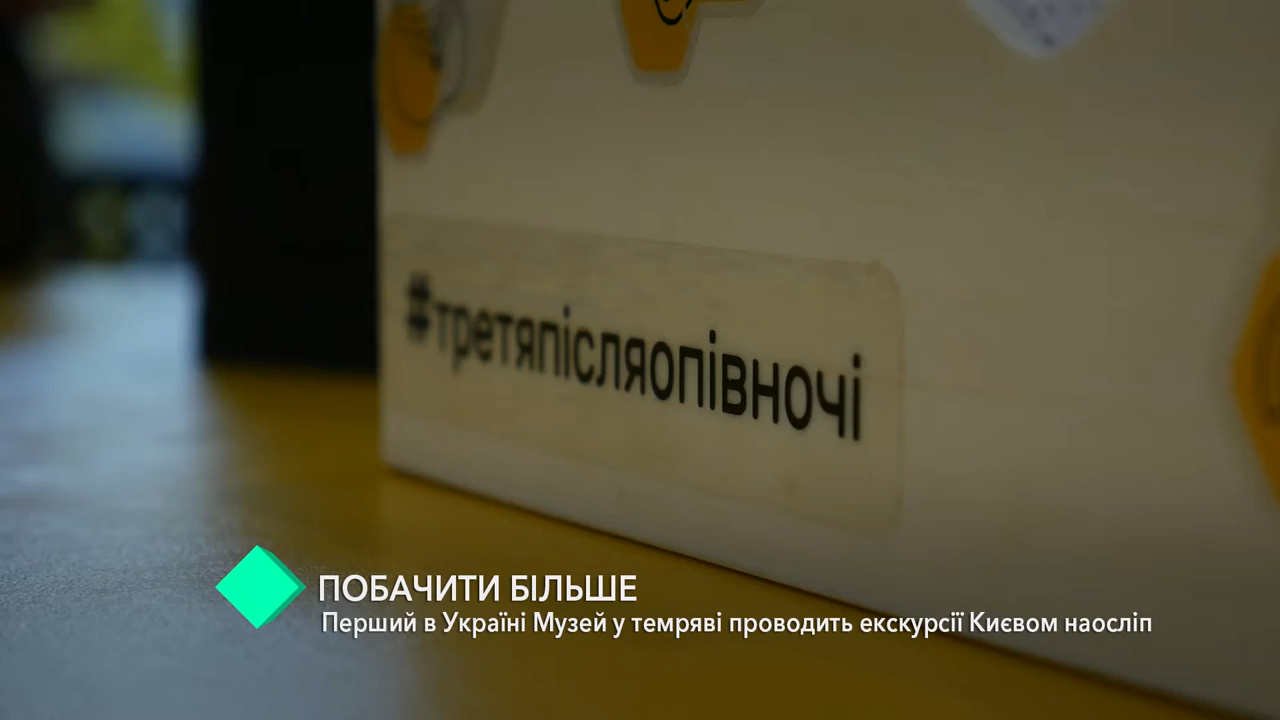 #третяпісляопівночі
ПОБАЧИТИ БІЛЬШЕ
Перший в Україні Музей у темряві проводить екскурсії Києвом наосліп